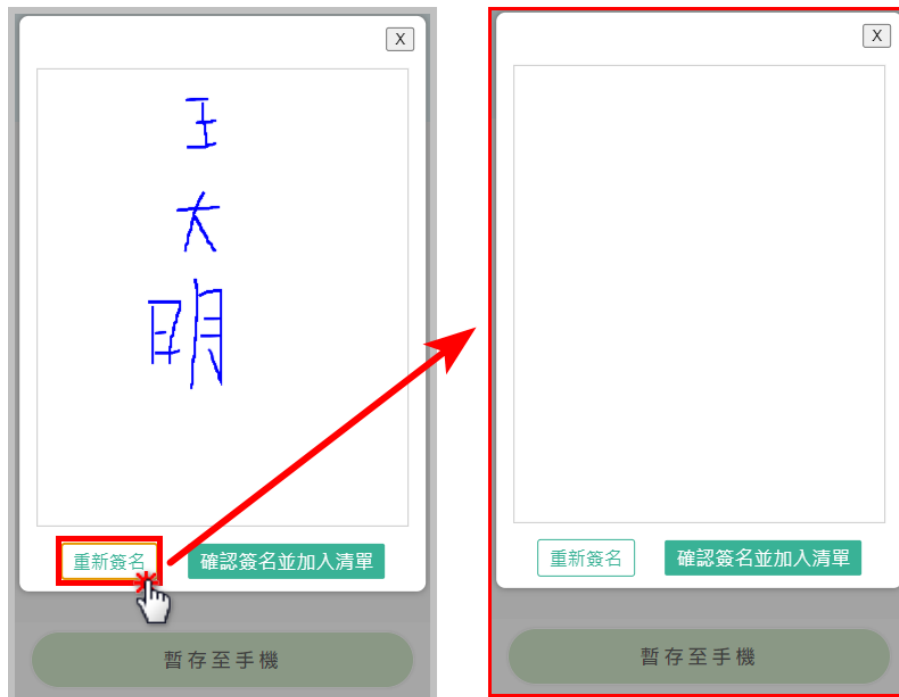 X
王
大
明
重新簽名
確認簽名並加入清單
暫存至手機
X
重新簽名
確認簽名並加入清單
暫存至手機